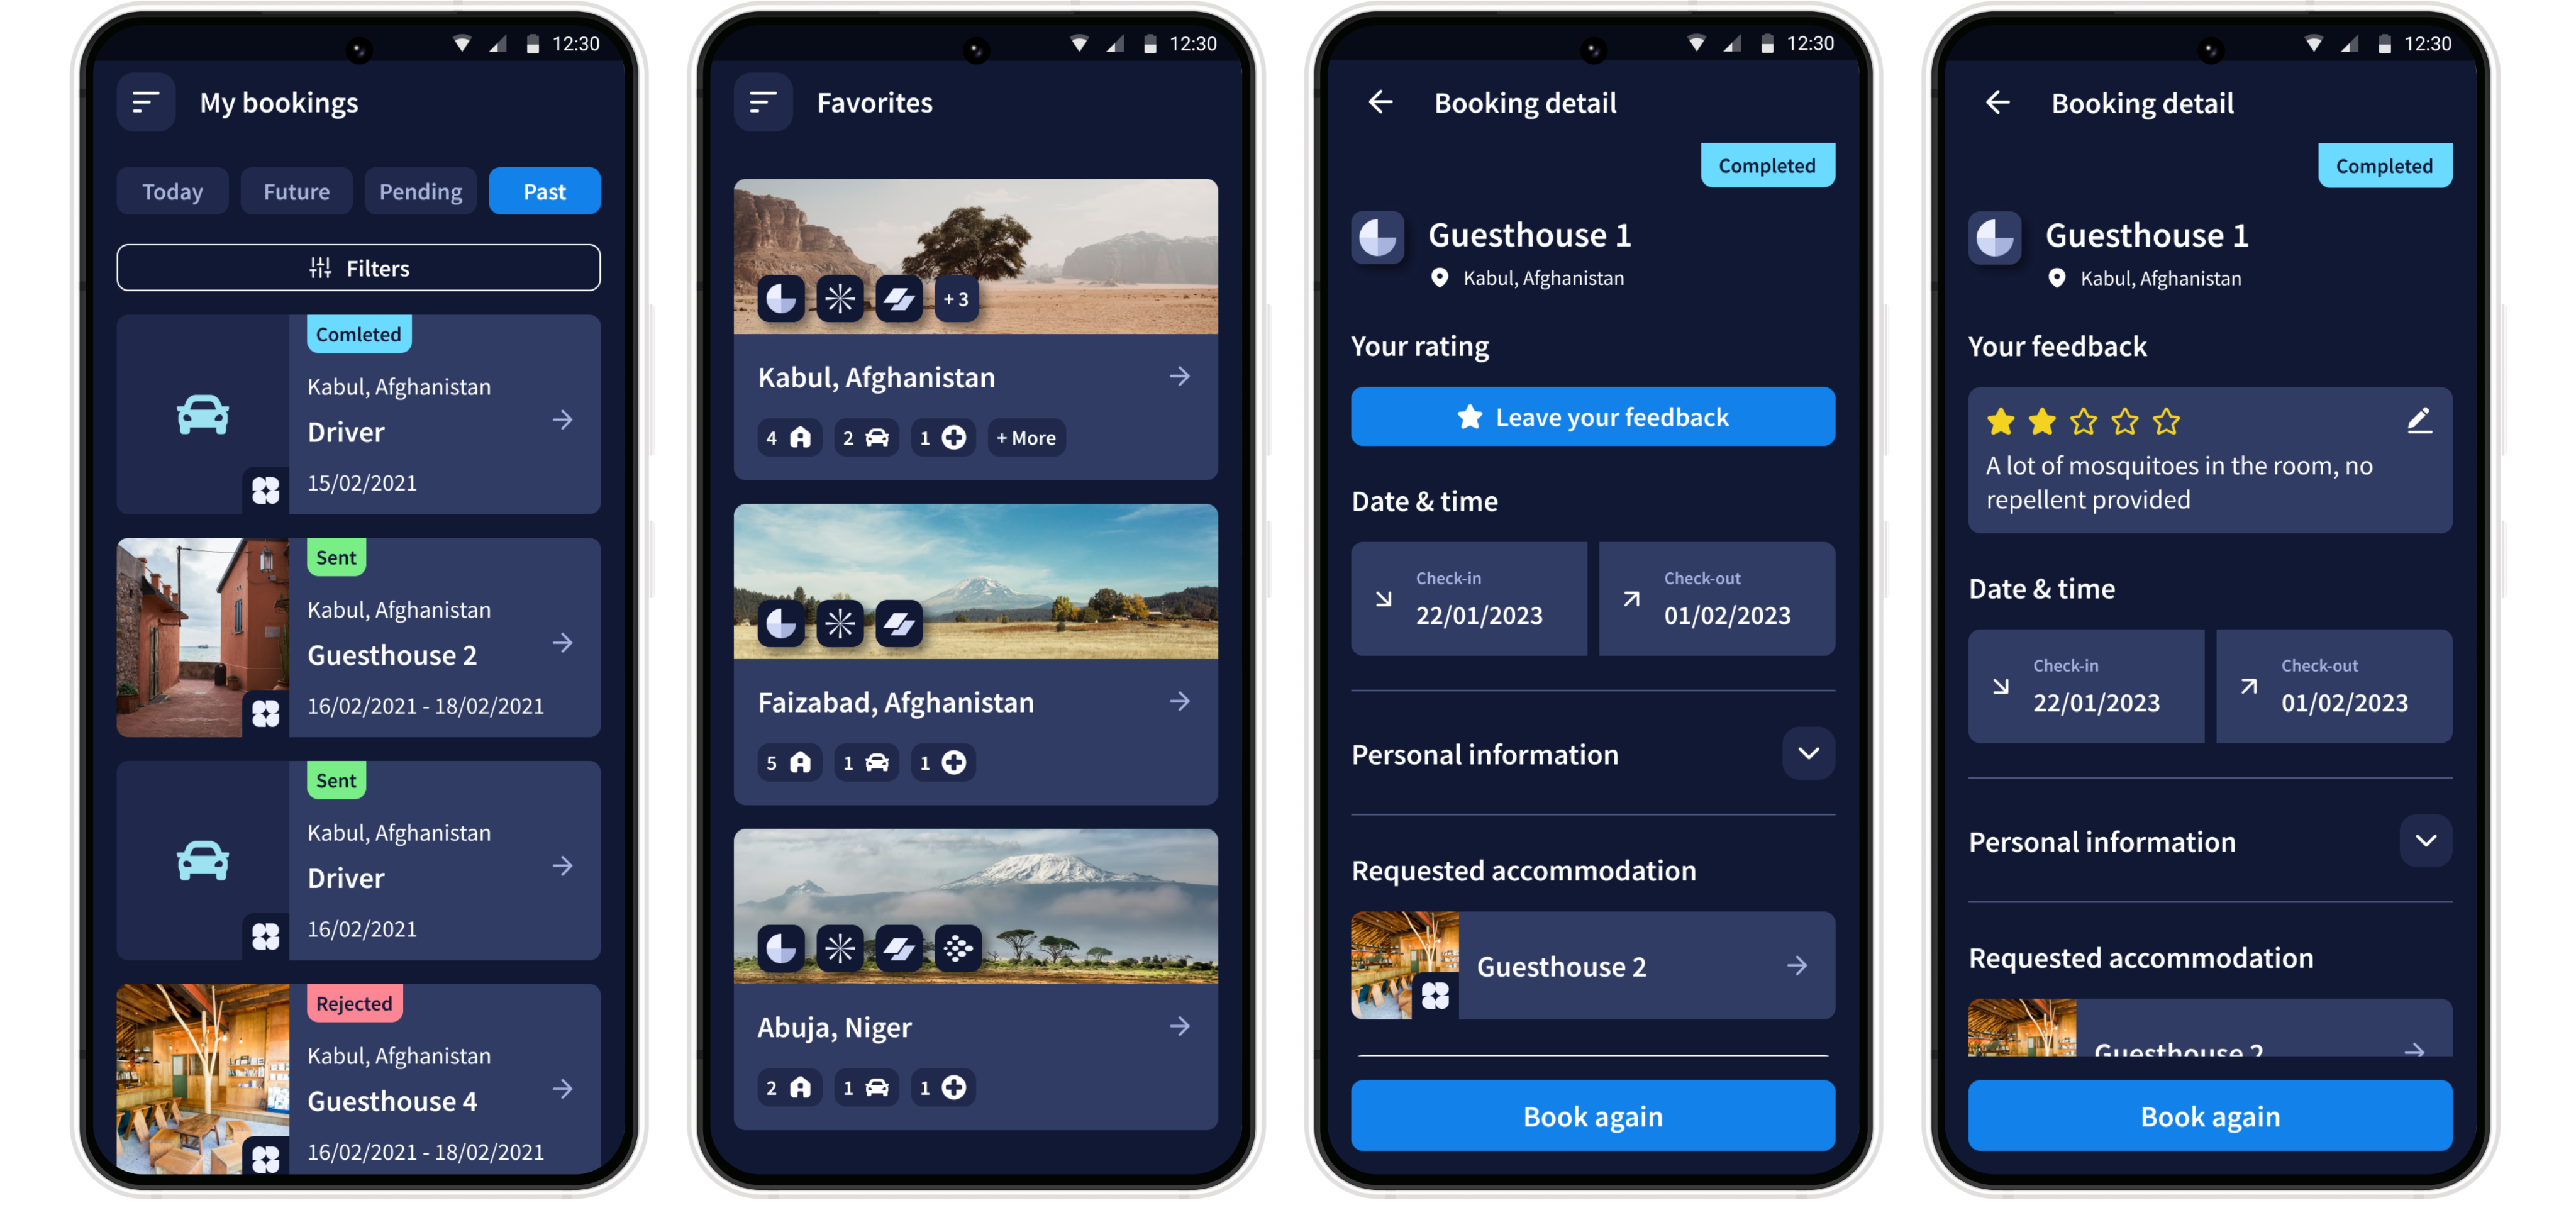 12:30
My bookings
Today
Future
Pending
Past
Filters
Comleted
Kabul, Afghanistan
Driver
15/02/2021
Sent
Kabul, Afghanistan
Guesthouse 2
16/02/2021 - 18/02/2021
Sent
Kabul, Afghanistan
Driver
16/02/2021
Rejected
Kabul, Afghanistan
Guesthouse 4
16/02/2021 - 18/02/2021
12:30
Favorites
+ 3
Kabul, Afghanistan
4
2
1
+ More
Faizabad, Afghanistan
5
1
1
Abuja, Niger
2
1
1
12:30
Booking detail
Completed
Guesthouse 1
Kabul, Afghanistan
Your rating
Leave your feedback
Date & time
Check-in
22/01/2023
Check-out
01/02/2023
Personal information
Requested accommodation
Guesthouse 2
Book again
12:30
Booking detail
Completed
Guesthouse 1
Kabul, Afghanistan
Your feedback
A lot of mosquitoes in the room, no
repellent provided
Date & time
Check-in
22/01/2023
Check-out
01/02/2023
Personal information
Requested accommodation
Guesthouse 2
Book again